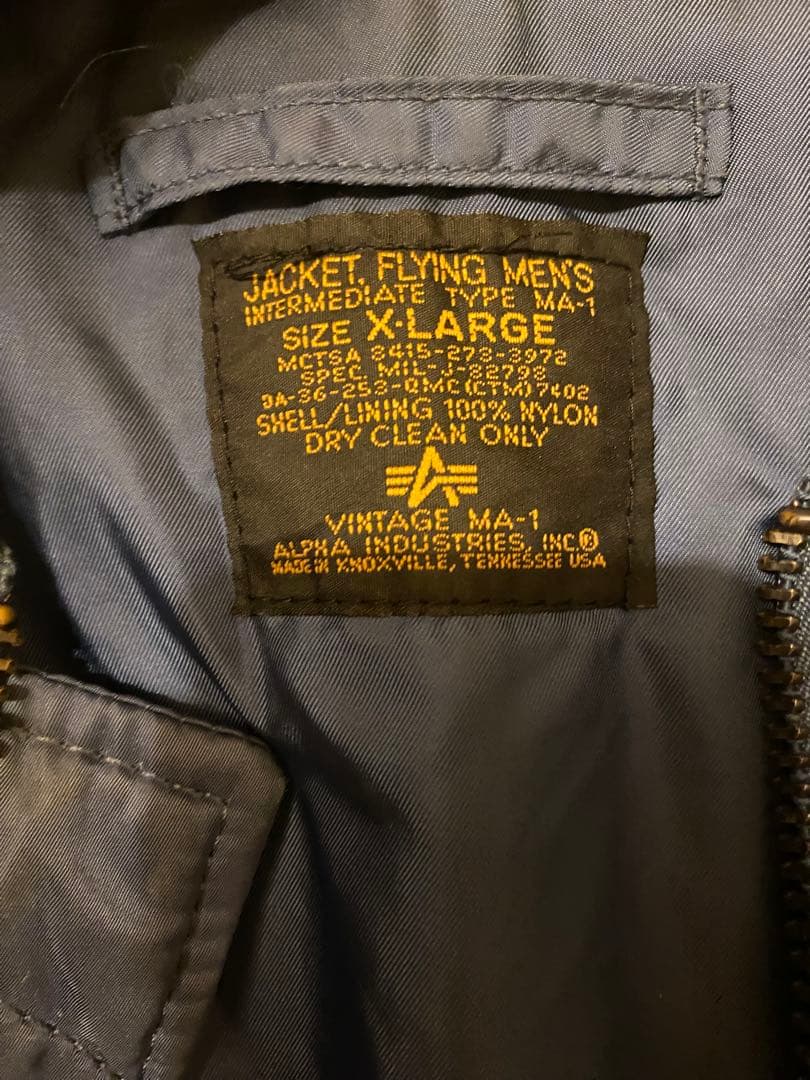 JACKET, FLYING MEN'S
INTERMEDIATE TYPE MA-1
SIZE X-LARGE
MCTSA 8415-273-3972
SPEC. MIL-J-82798
DA-36-253-QMC(CTM)7402
SHELL/LINING 100% NYLON
DRY CLEAN ONLY
VINTAGE MA-1
ALPHA INDUSTRIES, INC.®
MADE IN KNOXVILLE, TENNESSEE USA